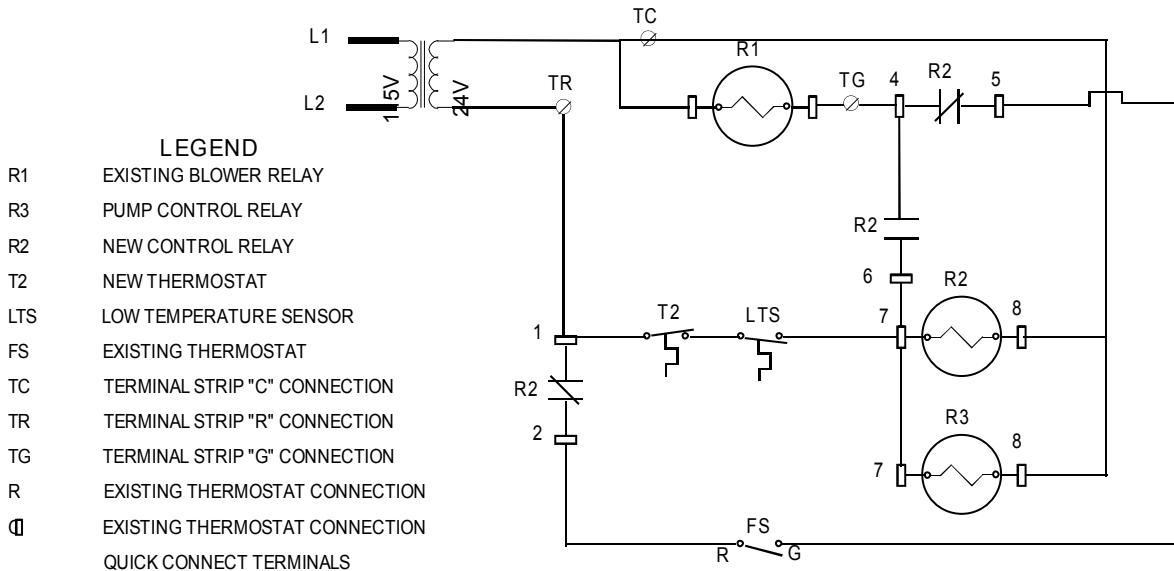 TC
L1
R1
115V
24V
TR
TG
4
R2
5
L2
LEGEND
R1 EXISTING BLOWER RELAY
R3 PUMP CONTROL RELAY
R2 NEW CONTROL RELAY
T2 NEW THERMOSTAT
LTS LOW TEMPERATURE SENSOR
FS EXISTING THERMOSTAT
TC TERMINAL STRIP "C" CONNECTION
TR TERMINAL STRIP "R" CONNECTION
TG TERMINAL STRIP "G" CONNECTION
R EXISTING THERMOSTAT CONNECTION
EXISTING THERMOSTAT CONNECTION
QUICK CONNECT TERMINALS
R2
6
R2
1
T2
LTS
7
8
R2
2
R3
7
8
FS
R
G